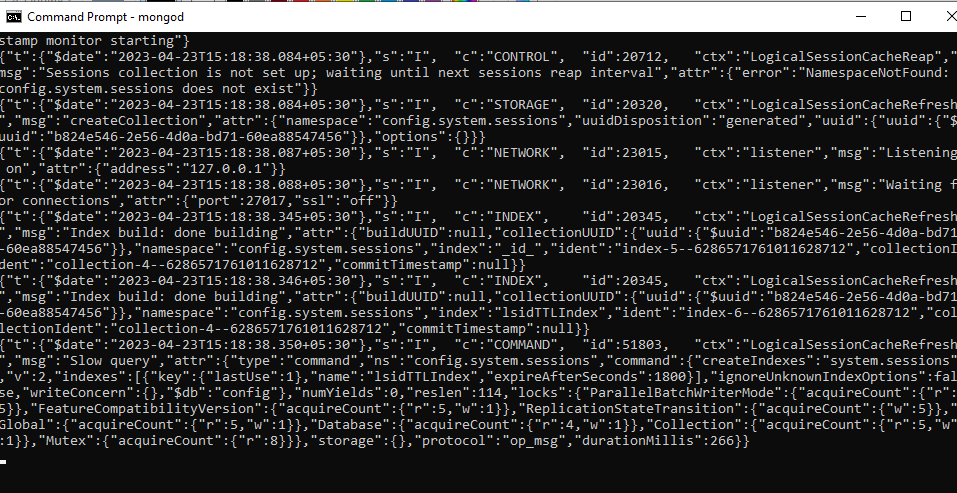 Command Prompt - mongod
stamp monitor starting"}
{"t":{"$date":"2023-04-23T15:18:38.084+05:30"},"s":"I",  "c":"CONTROL",  "id":20712,   "ctx":"LogicalSessionCacheReap","
msg":"Sessions collection is not set up; waiting until next sessions reap interval","attr":{"error":"NamespaceNotFound:
config.system.sessions does not exist"}}
{"t":{"$date":"2023-04-23T15:18:38.084+05:30"},"s":"I",  "c":"STORAGE",  "id":20320,   "ctx":"LogicalSessionCacheRefresh
","msg":"createCollection","attr":{"namespace":"config.system.sessions","uuidDisposition":"generated","uuid":{"uuid":{"$
uuid":"b824e546-2e56-4d0a-bd71-60ea88547456"}},"options":{}}}
{"t":{"$date":"2023-04-23T15:18:38.087+05:30"},"s":"I",  "c":"NETWORK",  "id":23015,   "ctx":"listener","msg":"Listening
 on","attr":{"address":"127.0.0.1"}}
{"t":{"$date":"2023-04-23T15:18:38.088+05:30"},"s":"I",  "c":"NETWORK",  "id":23016,   "ctx":"listener","msg":"Waiting f
or connections","attr":{"port":27017,"ssl":"off"}}
{"t":{"$date":"2023-04-23T15:18:38.345+05:30"},"s":"I",  "c":"INDEX",    "id":20345,   "ctx":"LogicalSessionCacheRefresh
","msg":"Index build: done building","attr":{"buildUUID":null,"collectionUUID":{"uuid":{"$uuid":"b824e546-2e56-4d0a-bd71
-60ea88547456"}},"namespace":"config.system.sessions","index":"_id_","ident":"index-5--6286571761011628712","collectionI
dent":"collection-4--6286571761011628712","commitTimestamp":null}}
{"t":{"$date":"2023-04-23T15:18:38.346+05:30"},"s":"I",  "c":"INDEX",    "id":20345,   "ctx":"LogicalSessionCacheRefresh
","msg":"Index build: done building","attr":{"buildUUID":null,"collectionUUID":{"uuid":{"$uuid":"b824e546-2e56-4d0a-bd71
-60ea88547456"}},"namespace":"config.system.sessions","index":"lsidTTLIndex","ident":"index-6--6286571761011628712","col
lectionIdent":"collection-4--6286571761011628712","commitTimestamp":null}}
{"t":{"$date":"2023-04-23T15:18:38.350+05:30"},"s":"I",  "c":"COMMAND",  "id":51803,   "ctx":"LogicalSessionCacheRefresh
","msg":"Slow query","attr":{"type":"command","ns":"config.system.sessions","command":{"createIndexes":"system.sessions"
,"v":2,"indexes":[{"key":{"lastUse":1},"name":"lsidTTLIndex","expireAfterSeconds":1800}],"ignoreUnknownIndexOptions":fal
se,"writeConcern":{},"$db":"config"},"numYields":0,"reslen":114,"locks":{"ParallelBatchWriterMode":{"acquireCount":{"r":
5}},"FeatureCompatibilityVersion":{"acquireCount":{"r":5,"w":1}},"ReplicationStateTransition":{"acquireCount":{"w":5}},"
Global":{"acquireCount":{"r":5,"w":1}},"Database":{"acquireCount":{"r":4,"w":1}},"Collection":{"acquireCount":{"r":5,"w"
:1}},"Mutex":{"acquireCount":{"r":8}}},"storage":{},"protocol":"op_msg","durationMillis":266}}